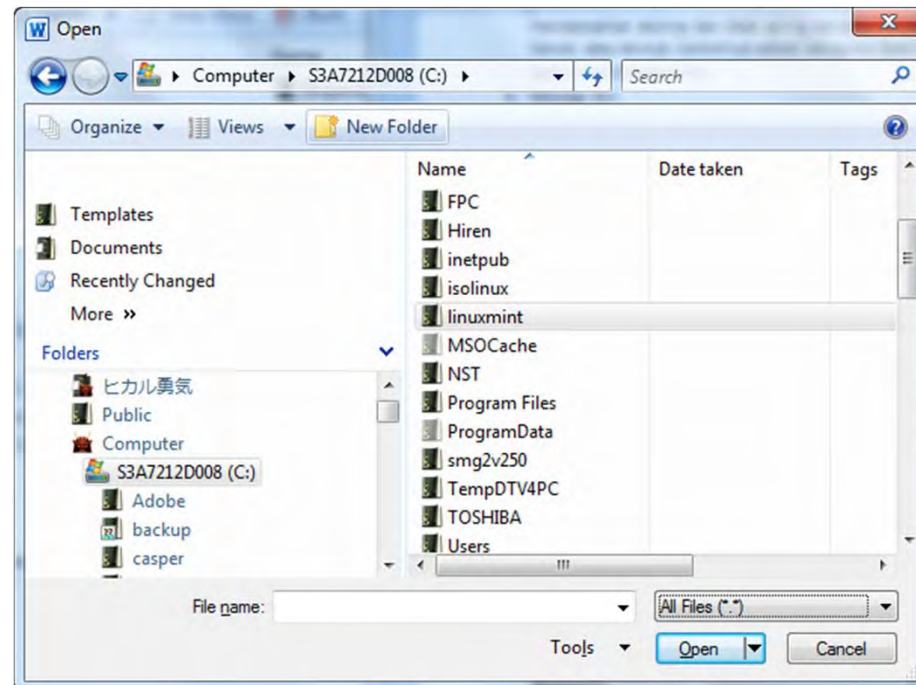 Open
Computer S3A7212D008 (C:)
Search
Organize Views New Folder
Name Date taken Tags
Templates
Documents
Recently Changed
More »
Folders
ヒカル勇気
Public
Computer
S3A7212D008 (C:)
Adobe
backup
casper
FPC
Hiren
inetpub
isolinux
linuxmint
MSOCache
NST
Program Files
ProgramData
smg2v250
TempDTV4PC
TOSHIBA
Users
File name:
All Files (*.*)
Tools Open Cancel